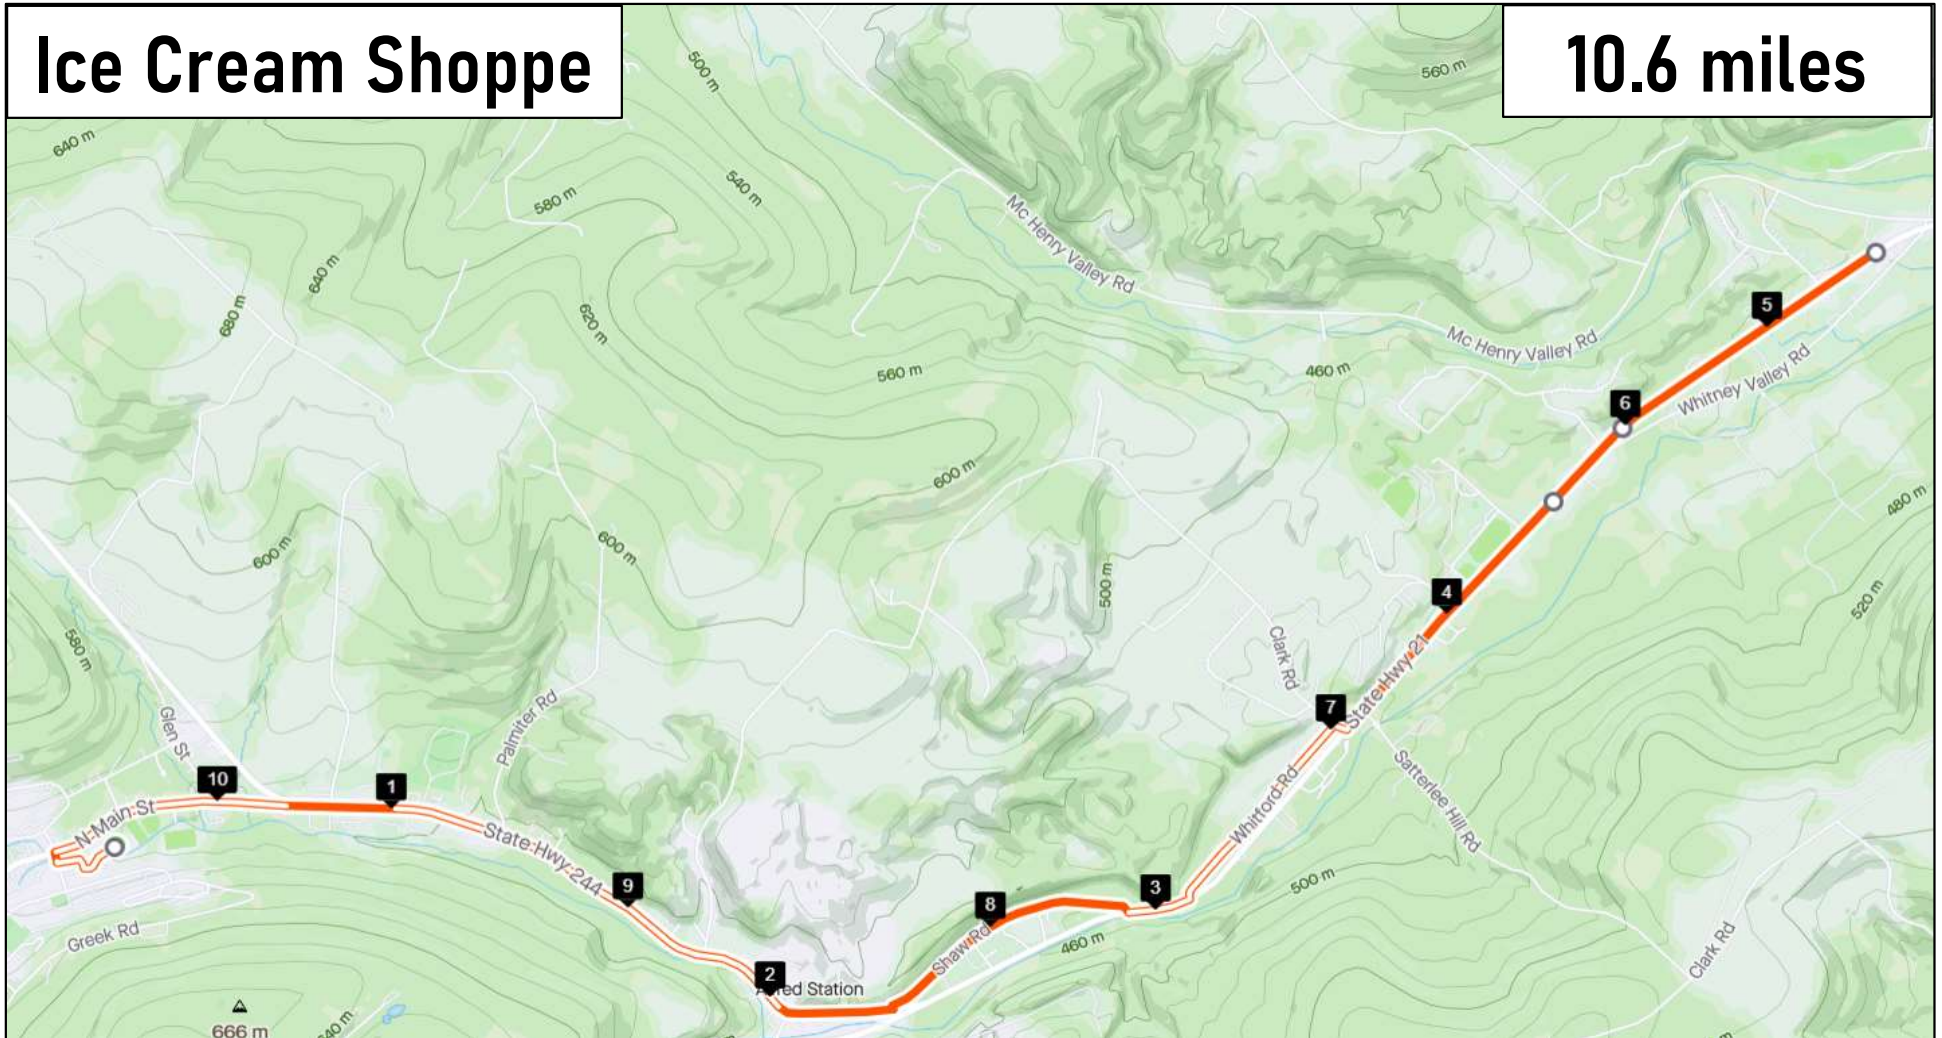 Ice Cream Shoppe
10.6 miles
500 m
560 m
640 m
580 m
540 m
Mc Henry Valley Rd
640 m
680 m
620 m
5
Mc Henry Valley Rd
560 m
460 m
Whitney Valley Rd
6
600 m
480 m
600 m
600 m
500 m
4
520 m
580 m
Clark Rd
State Hwy 21
7
Glen St
Palmiter Rd
Satterlee Hill Rd
10
1
N Main St
Whitford Rd
State Hwy 244
9
3
500 m
8
Greek Rd
Shaw Rd
460 m
Clark Rd
2
Alfred Station
666 m
640 m